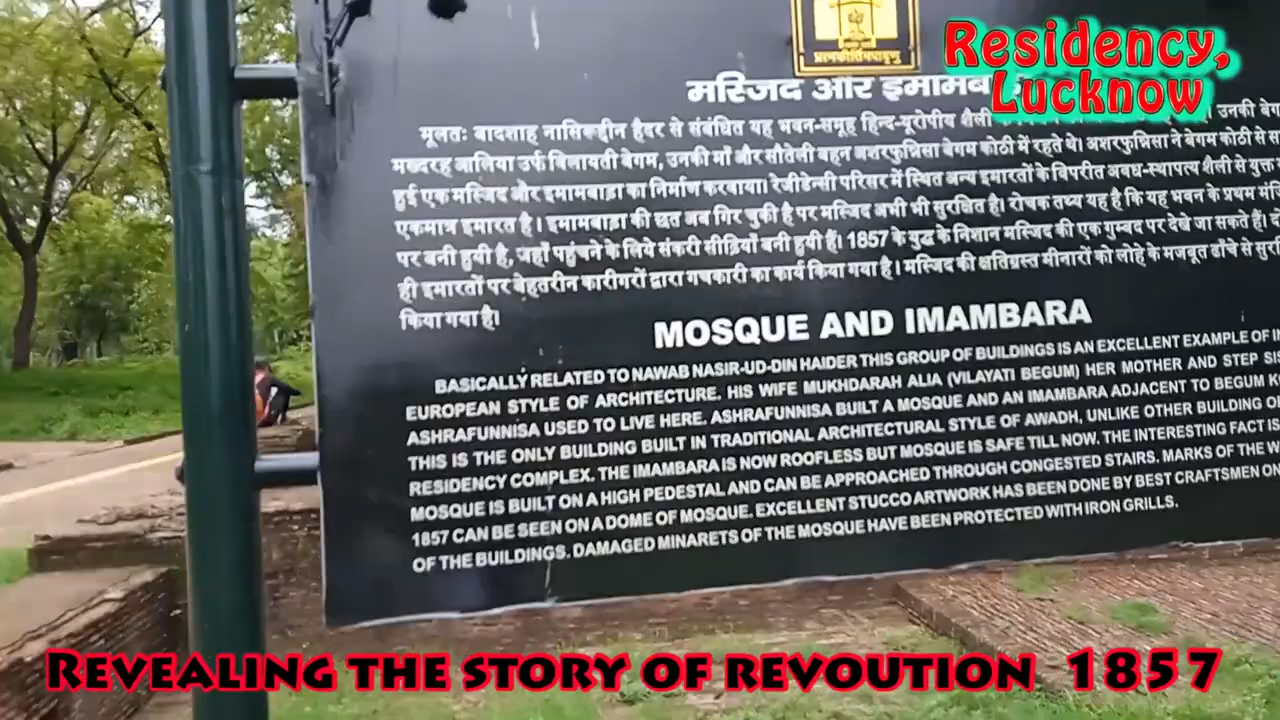 Residency,
Lucknow
प्रत्नकीर्तिमपावृणु
मस्जिद और इमामबा
मूलतः बादशाह नासिरूद्दीन हैदर से संबंधित यह भवन-समूह हिन्द-यूरोपीय शैली उनकी बेग
मख्दरह आलिया उर्फ विलायती बेगम, उनकी माँ और सौतेली बहन अशरफुन्निसा बेगम कोठी में रहते थे। अशरफुन्निसा ने बेगम कोठी से स
हुई एक मस्जिद और इमामबाड़ा का निर्माण करवाया। रेजीडेन्सी परिसर में स्थित अन्य इमारतों के विपरीत अवध-स्थापत्य शैली से युक्त
एकमात्र इमारत है। इमामबाड़ा की छत अब गिर चुकी है पर मस्जिद अभी भी सुरक्षित है। रोचक तथ्य यह है कि यह भवन के प्रथम मंि
पर बनी हुयी है, जहाँ पहुंचने के लिये संकरी सीढ़ियाँ बनी हुयी हैं। 1857 के युद्ध के निशान मस्जिद की एक गुम्बद पर देखे जा सकते हैं। द
ही इमारतों पर बेहतरीन कारीगरों द्वारा गचकारी का कार्य किया गया है। मस्जिद की क्षतिग्रस्त मीनारों को लोहे के मजबूत ढाँचे से सुरि
किया गया है।
MOSQUE AND IMAMBARA
BASICALLY RELATED TO NAWAB NASIR-UD-DIN HAIDER THIS GROUP OF BUILDINGS IS AN EXCELLENT EXAMPLE OF IN
EUROPEAN STYLE OF ARCHITECTURE. HIS WIFE MUKHDARAH ALIA (VILAYATI BEGUM) HER MOTHER AND STEP SIS
ASHRAFUNNISA USED TO LIVE HERE. ASHRAFUNNISA BUILT A MOSQUE AND AN IMAMBARA ADJACENT TO BEGUM K
THIS IS THE ONLY BUILDING BUILT IN TRADITIONAL ARCHITECTURAL STYLE OF AWADH, UNLIKE OTHER BUILDING O
RESIDENCY COMPLEX. THE IMAMBARA IS NOW ROOFLESS BUT MOSQUE IS SAFE TILL NOW. THE INTERESTING FACT IS
MOSQUE IS BUILT ON A HIGH PEDESTAL AND CAN BE APPROACHED THROUGH CONGESTED STAIRS. MARKS OF THE W
1857 CAN BE SEEN ON A DOME OF MOSQUE. EXCELLENT STUCCO ARTWORK HAS BEEN DONE BY BEST CRAFTSMEN ON
OF THE BUILDINGS. DAMAGED MINARETS OF THE MOSQUE HAVE BEEN PROTECTED WITH IRON GRILLS.
REVEALING THE STORY OF REVOUTION 1857